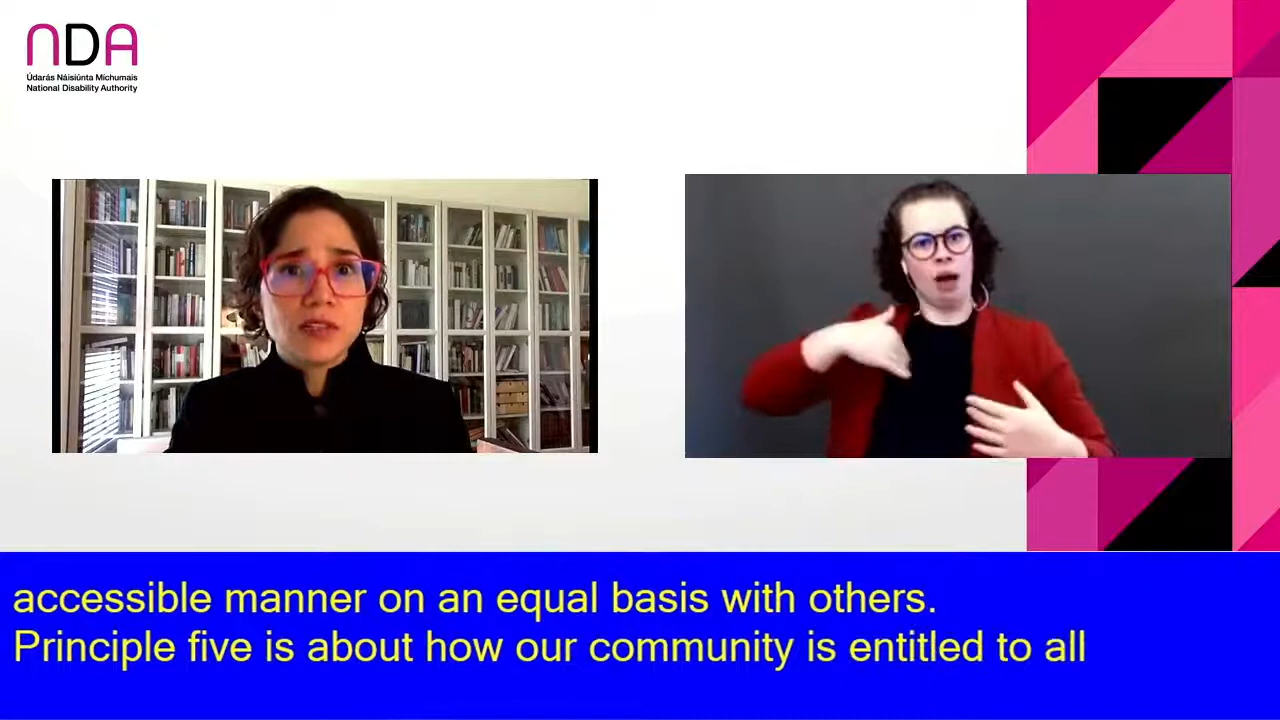 NDA
Údarás Náisiúnta Míchumais
National Disability Authority
accessible manner on an equal basis with others.
Principle five is about how our community is entitled to all